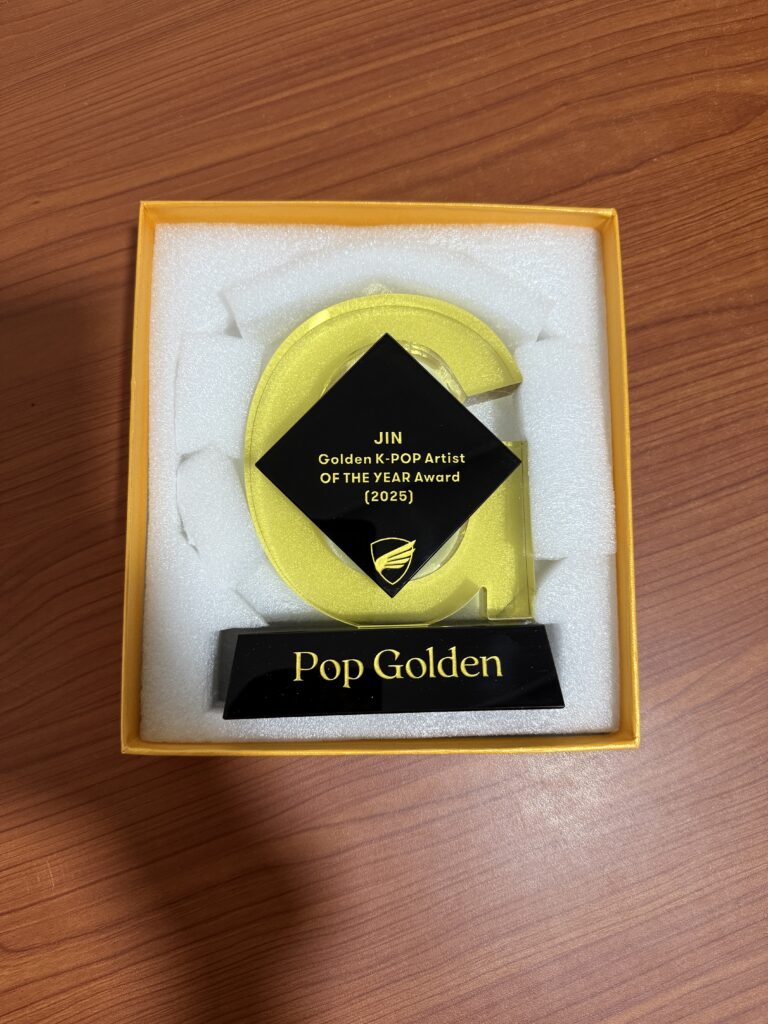 JIN
Golden K-POP Artist
OF THE YEAR Award
(2025)
Pop Golden